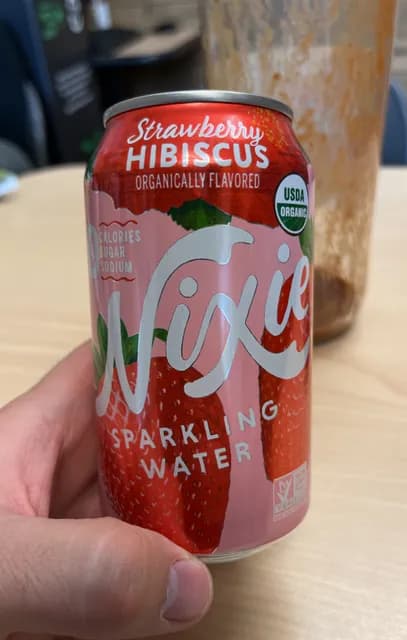 Strawberry
HIBISCUS
ORGANICALLY FLAVORED
USDA
ORGANIC
CALORIES
SUGAR
SODIUM
Nixie
SPARKLING
WATER